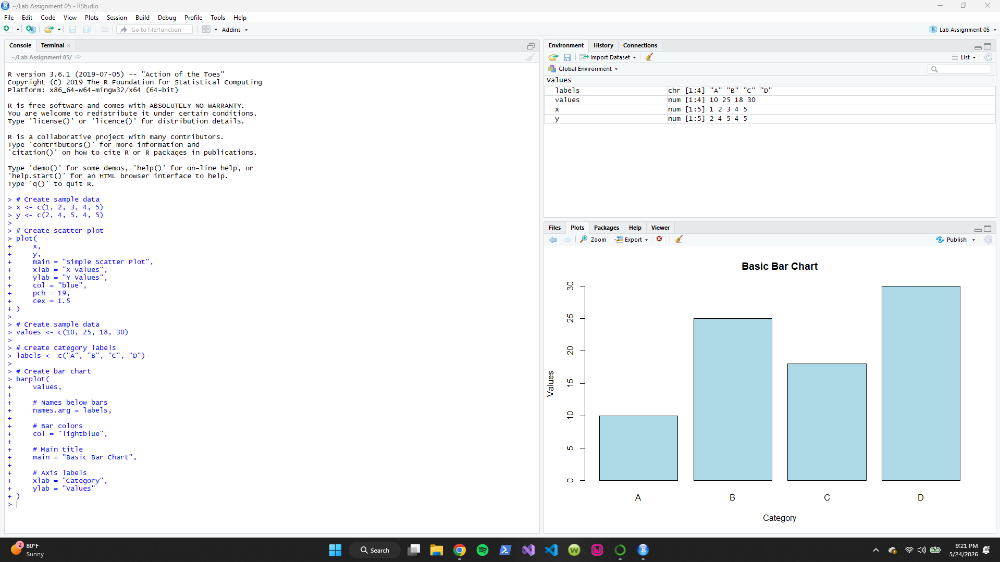 ~/Lab Assignment 05 - RStudio
File Edit Code View Plots Session Build Debug Profile Tools Help
Go to file/function Addins Lab Assignment 05
Console Terminal
~/Lab Assignment 05/
R version 3.6.1 (2019-07-05) -- "Action of the Toes"
Copyright (C) 2019 The R Foundation for Statistical Computing
Platform: x86_64-w64-mingw32/x64 (64-bit)
R is free software and comes with ABSOLUTELY NO WARRANTY.
You are welcome to redistribute it under certain conditions.
Type 'license()' or 'licence()' for distribution details.
R is a collaborative project with many contributors.
Type 'contributors()' for more information and
'citation()' on how to cite R or R packages in publications.
Type 'demo()' for some demos, 'help()' for on-line help, or
'help.start()' for an HTML browser interface to help.
Type 'q()' to quit R.
> # Create sample data
> x <- c(1, 2, 3, 4, 5)
> y <- c(2, 4, 5, 4, 5)
>
> # Create scatter plot
> plot(
+     x,
+     y,
+     main = "Simple Scatter Plot",
+     xlab = "X Values",
+     ylab = "Y Values",
+     col = "blue",
+     pch = 19,
+     cex = 1.5
+ )
>
> # Create sample data
> values <- c(10, 25, 18, 30)
>
> # Create category labels
> labels <- c("A", "B", "C", "D")
>
> # Create bar chart
> barplot(
+     values,
+
+     # Names below bars
+     names.arg = labels,
+
+     # Bar colors
+     col = "lightblue",
+
+     # Main title
+     main = "Basic Bar Chart",
+
+     # Axis labels
+     xlab = "Category",
+     ylab = "Values"
+ )
>
Environment History Connections
Import Dataset List
Global Environment
Values
labels chr [1:4] "A" "B" "C" "D"
values num [1:4] 10 25 18 30
x num [1:5] 1 2 3 4 5
y num [1:5] 2 4 5 4 5
Files Plots Packages Help Viewer
Zoom Export Publish
Basic Bar Chart
Values
30
25
20
15
10
5
0
A B C D
Category
2
80°F
Sunny
Search
9:21 PM
5/24/2026